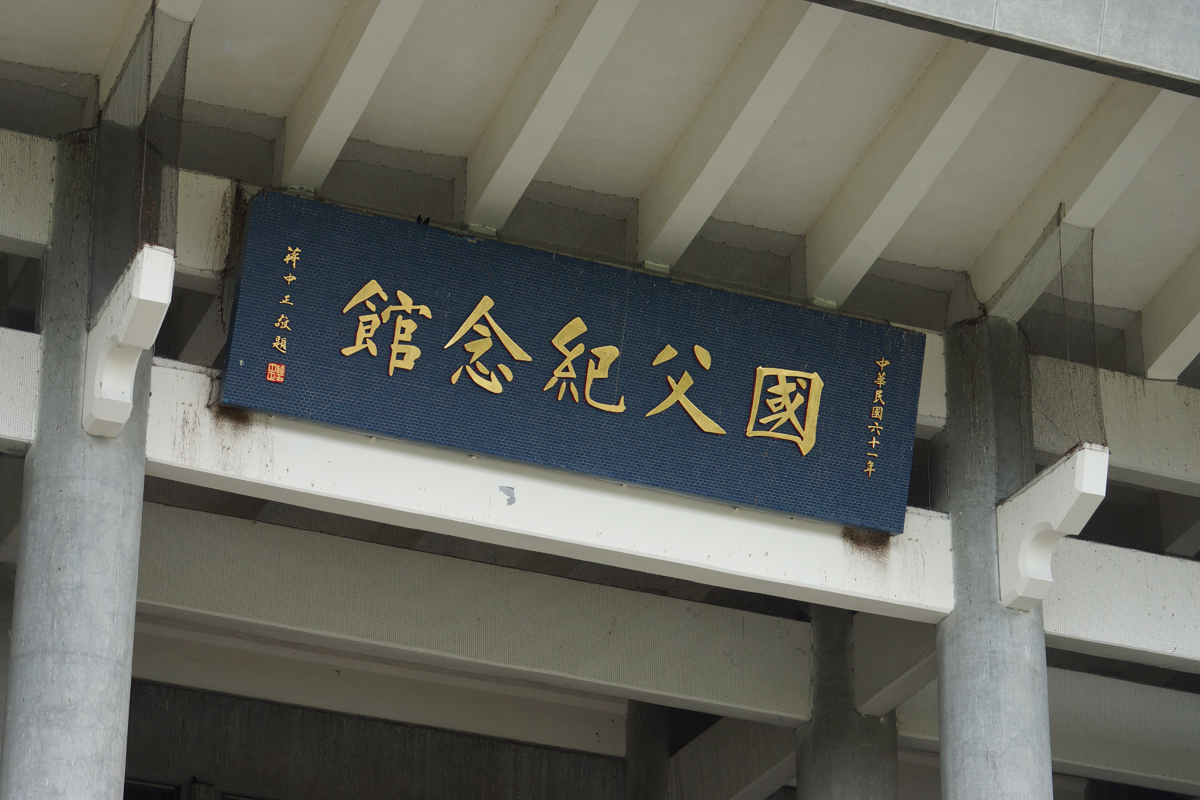 中華民國六十一年
國父紀念館
蔣中正敬題